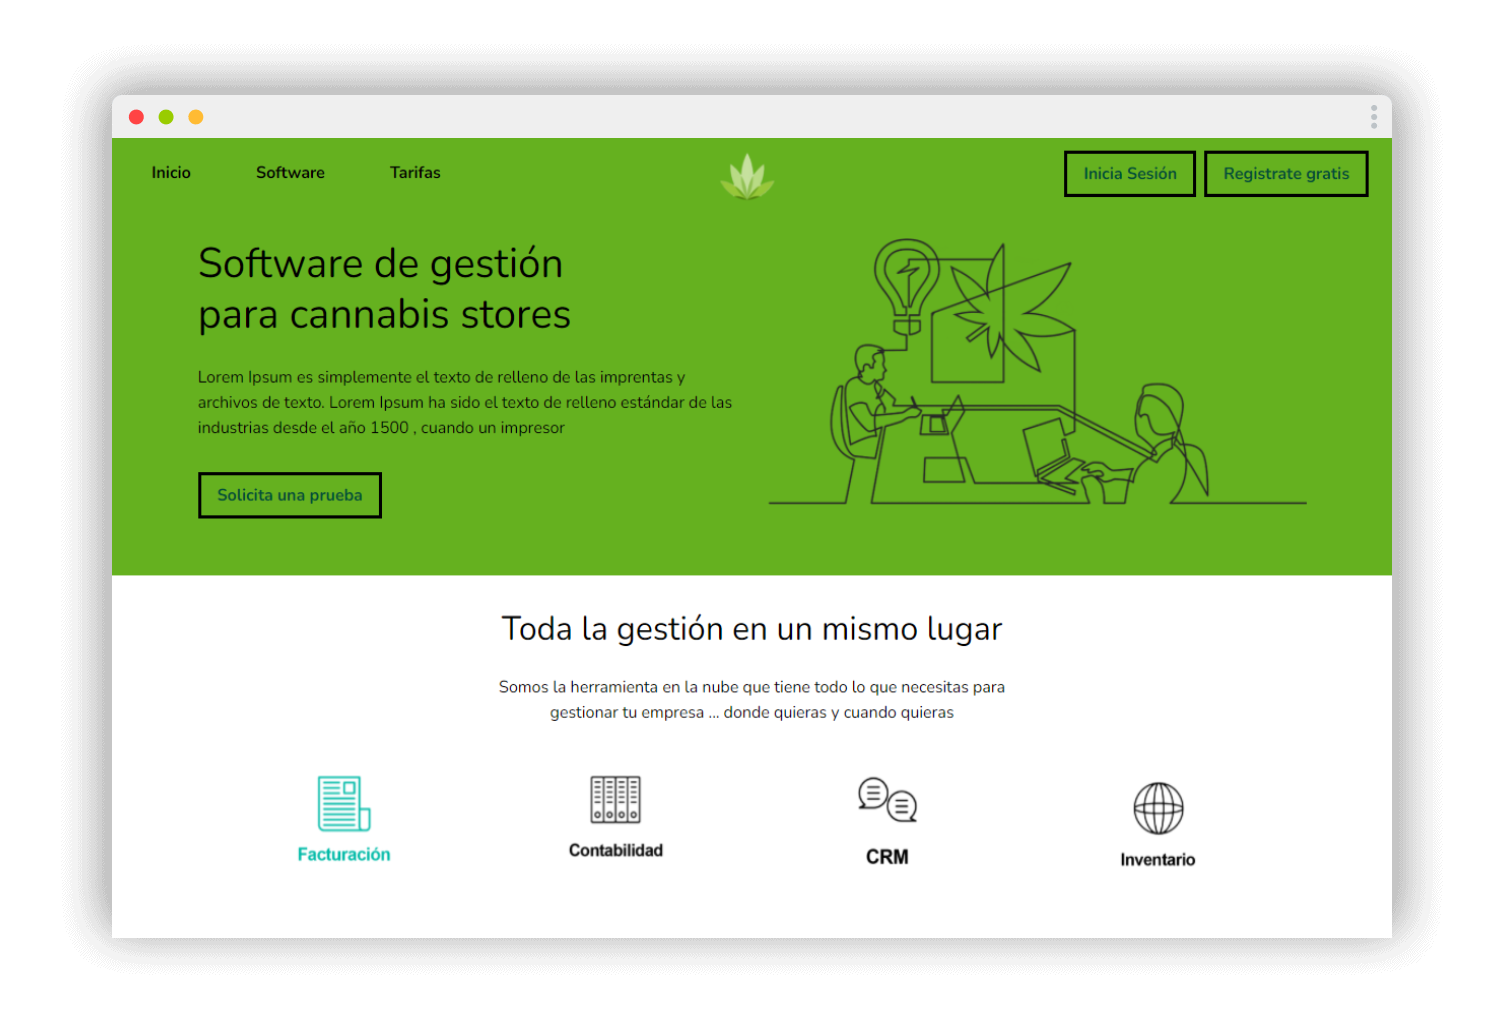 Inicio
Software
Tarifas
Inicia Sesión
Registrate gratis
Software de gestión
para cannabis stores
Lorem Ipsum es simplemente el texto de relleno de las imprentas y
archivos de texto. Lorem Ipsum ha sido el texto de relleno estándar de las
industrias desde el año 1500 , cuando un impresor
Solicita una prueba
Toda la gestión en un mismo lugar
Somos la herramienta en la nube que tiene todo lo que necesitas para
gestionar tu empresa ... donde quieras y cuando quieras
Facturación
Contabilidad
CRM
Inventario